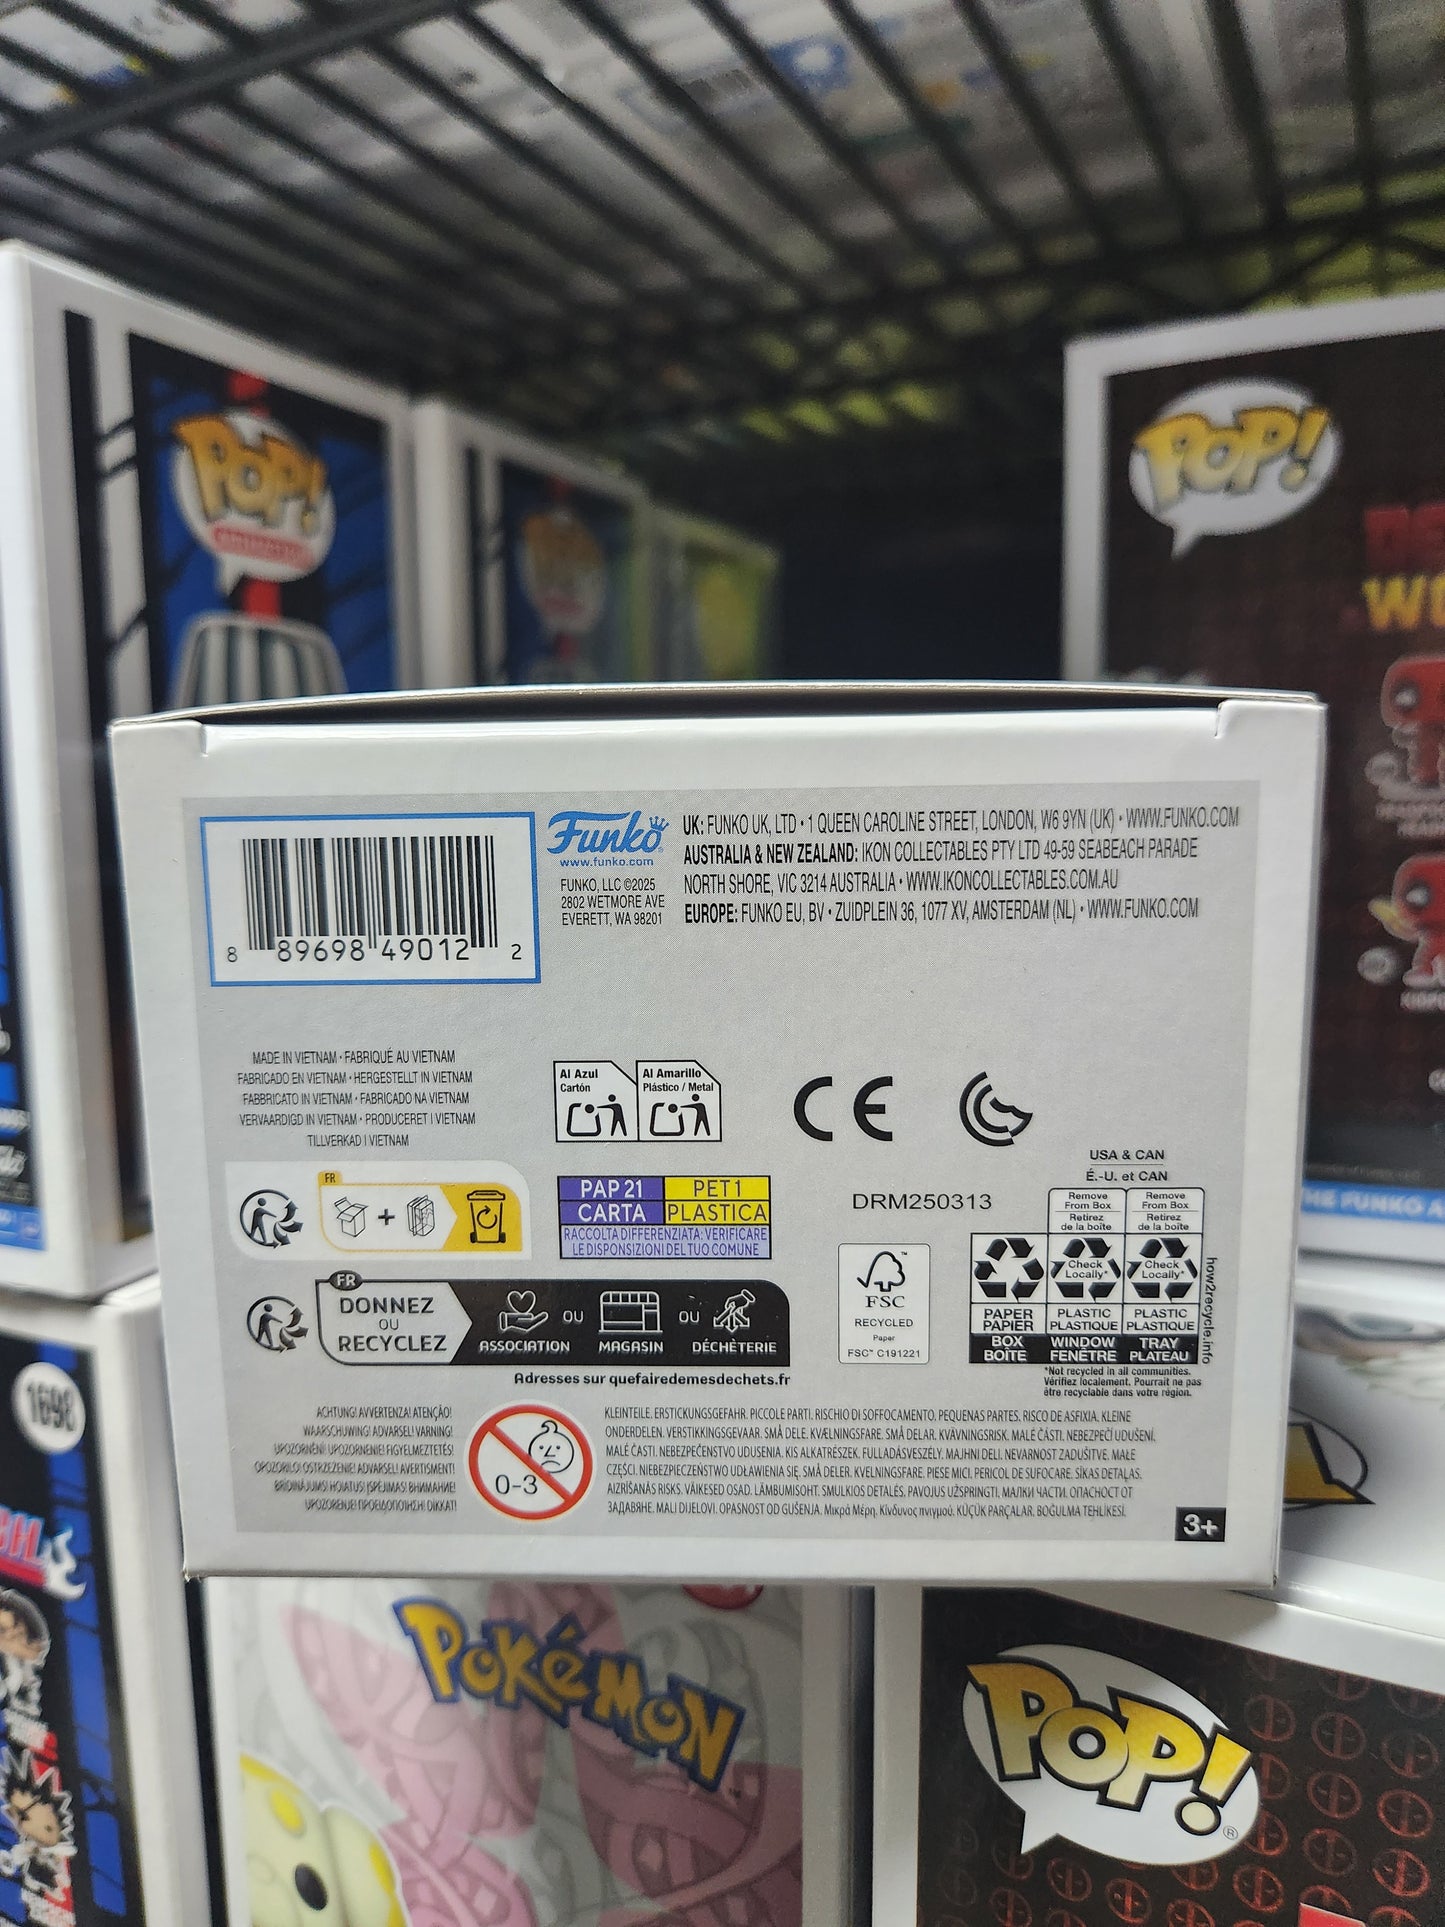 POP!
POP!
POP!
WO
8 89698 49012 2
Funko
www.funko.com
FUNKO, LLC ©2025
2802 WETMORE AVE
EVERETT, WA 98201
UK: FUNKO UK, LTD • 1 QUEEN CAROLINE STREET, LONDON, W6 9YN (UK) • WWW.FUNKO.COM
AUSTRALIA & NEW ZEALAND: IKON COLLECTABLES PTY LTD 49-59 SEABEACH PARADE
NORTH SHORE, VIC 3214 AUSTRALIA • WWW.IKONCOLLECTABLES.COM.AU
EUROPE: FUNKO EU, BV • ZUIDPLEIN 36, 1077 XV, AMSTERDAM (NL) • WWW.FUNKO.COM
MADE IN VIETNAM • FABRIQUÉ AU VIETNAM
FABRICADO EN VIETNAM • HERGESTELLT IN VIETNAM
FABBRICATO IN VIETNAM • FABRICADO NA VIETNAM
VERVAARDIGD IN VIETNAM • PRODUCERET I VIETNAM
TILLVERKAD I VIETNAM
Al Azul
Cartón
Al Amarillo
Plástico / Metal
CE
FR
+
PAP 21
CARTA
PET 1
PLASTICA
RACCOLTA DIFFERENZIATA: VERIFICARE
LE DISPONSIZIONI DEL TUO COMUNE
DRM250313
USA & CAN
É.-U. et CAN
Remove
From Box
Retirez
de la boîte
Remove
From Box
Retirez
de la boîte
Check
Locally*
Check
Locally*
PAPER
PAPIER
BOX
BOÎTE
PLASTIC
PLASTIQUE
WINDOW
FENÊTRE
PLASTIC
PLASTIQUE
TRAY
PLATEAU
how2recycle.info
*Not recycled in all communities.
Vérifiez localement. Pourrait ne pas
être recyclable dans votre région.
FSC
RECYCLED
Paper
FSC™ C191221
FR
DONNEZ
OU
RECYCLEZ
ASSOCIATION
OU
MAGASIN
OU
DÉCHÈTERIE
Adresses sur quefairedemesdechets.fr
ACHTUNG! AVVERTENZA! ATENÇÃO!
WAARSCHUWING! ADVARSEL! VARNING!
UPOZORNĚNÍ! UPOZORNENIE! FIGYELMEZTETÉS!
OPOZORILO! OSTRZEŻENIE! ADVARSEL! AVERTISMENT!
BRĪDINĀJUMS! HOIATUS! ĮSPĖJIMAS! ВНИМАНИЕ!
UPOZORENJE! ΠΡΟΕΙΔΟΠΟΙΗΣΗ! DIKKAT!
0-3
KLEINTEILE. ERSTICKUNGSGEFAHR. PICCOLE PARTI. RISCHIO DI SOFFOCAMENTO. PEQUENAS PARTES. RISCO DE ASFIXIA. KLEINE
ONDERDELEN. VERSTIKKINGSGEVAAR. SMÅ DELE. KVÆLNINGSFARE. SMÅ DELAR. KVÄVNINGSRISK. MALÉ ČÁSTI. NEBEZPEČÍ UDUŠENÍ.
MALÉ ČASTI. NEBEZPEČENSTVO UDUSENIA. KIS ALKATRÉSZEK. FULLADÁSVESZÉLY. MAJHNI DELI. NEVARNOST ZADUŠITVE. MAŁE
CZĘŚCI. NIEBEZPIECZEŃSTWO UDŁAWIENIA SIĘ. SMÅ DELER. KVELNINGSFARE. PIESE MICI. PERICOL DE SUFOCARE. SĪKAS DETAĻAS.
AIZRĪŠANĀS RISKS. VÄIKESED OSAD. LÄMBUMISOHT. SMULKIOS DETALĖS. PAVOJUS UŽSPRINGTI. МАЛКИ ЧАСТИ. ОПАСНОСТ ОТ
ЗАДАВЯНЕ. MALI DIJELOVI. OPASNOST OD GUŠENJA. Μικρά Μέρη. Κίνδυνος πνιγμού. KÜÇÜK PARÇALAR. BOĞULMA TEHLİKESİ.
3+
1698
POKéMON
POP!